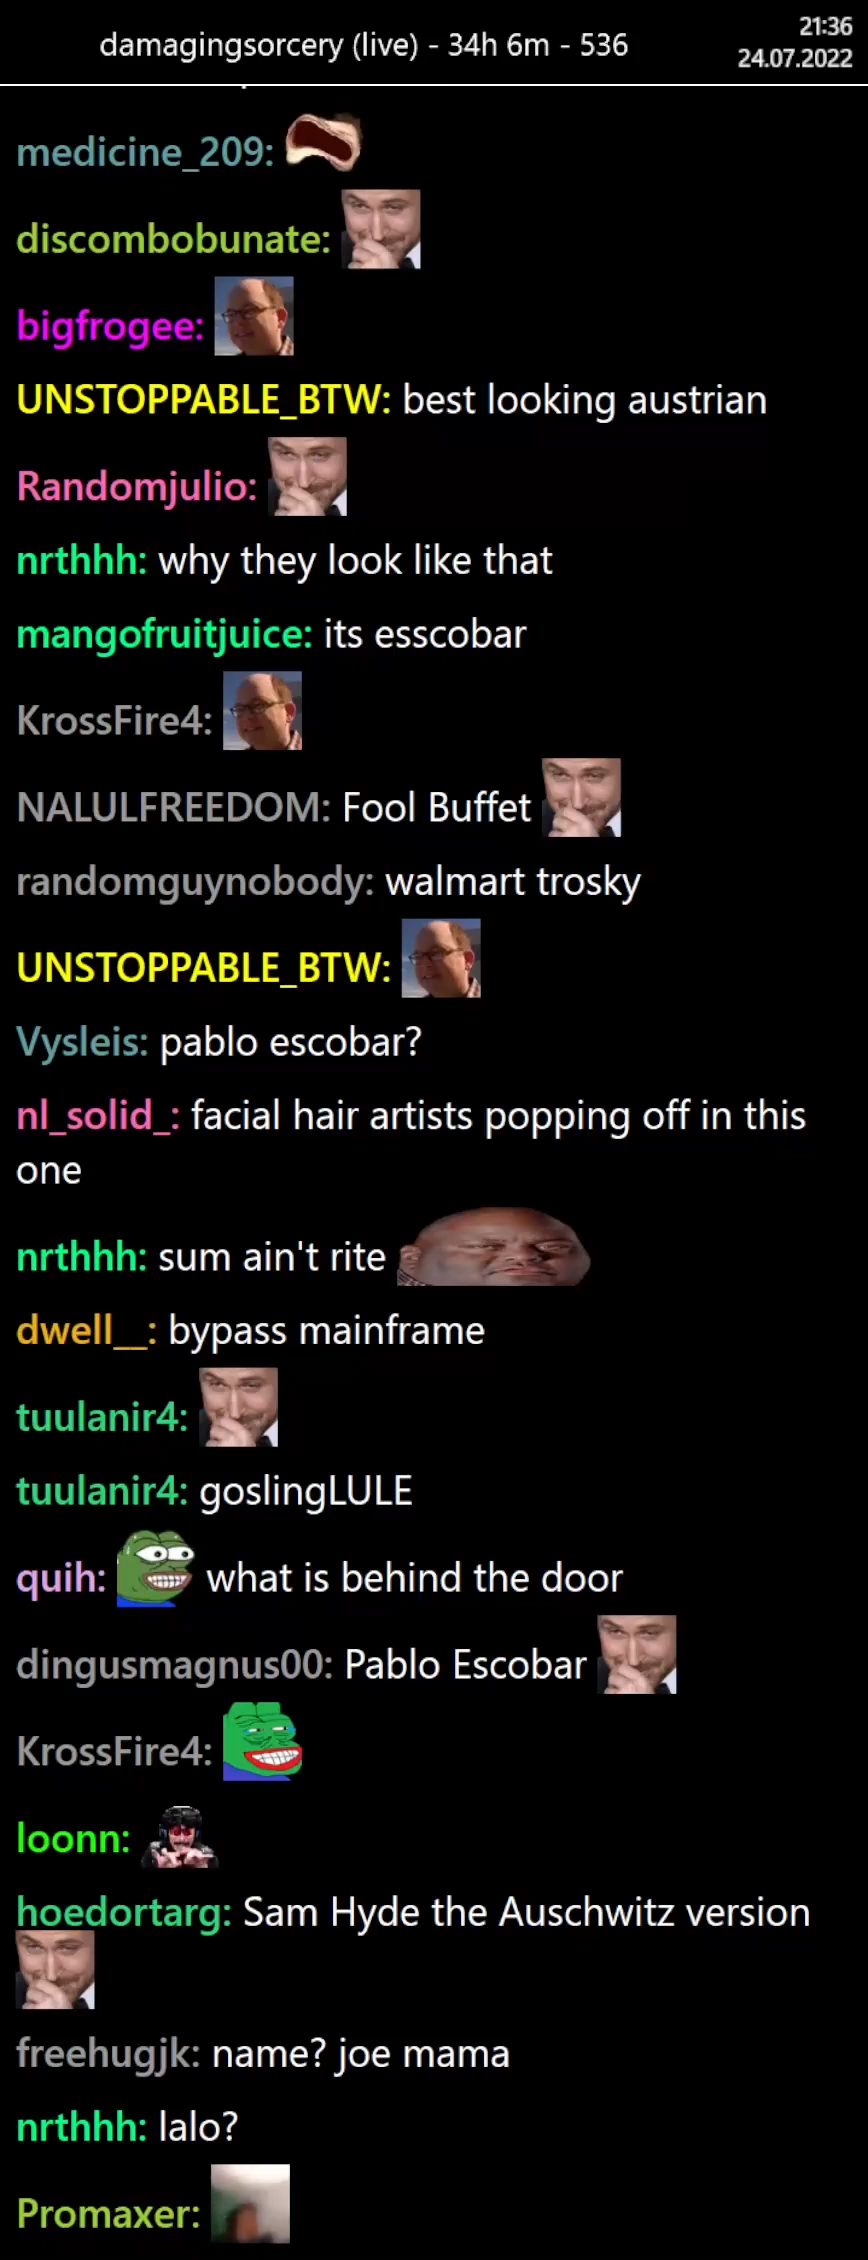 damagingsorcery (live) - 34h 6m - 536
21:36
24.07.2022
medicine_209:
discombobunate:
bigfrogee:
UNSTOPPABLE_BTW: best looking austrian
Randomjulio:
nrthhh: why they look like that
mangofruitjuice: its esscobar
KrossFire4:
NALULFREEDOM: Fool Buffet
randomguynobody: walmart trosky
UNSTOPPABLE_BTW:
Vysleis: pablo escobar?
nl_solid_: facial hair artists popping off in this
one
nrthhh: sum ain't rite
dwell__: bypass mainframe
tuulanir4:
tuulanir4: goslingLULE
quih: what is behind the door
dingusmagnus00: Pablo Escobar
KrossFire4:
loonn:
hoedortarg: Sam Hyde the Auschwitz version
freehugjk: name? joe mama
nrthhh: lalo?
Promaxer: